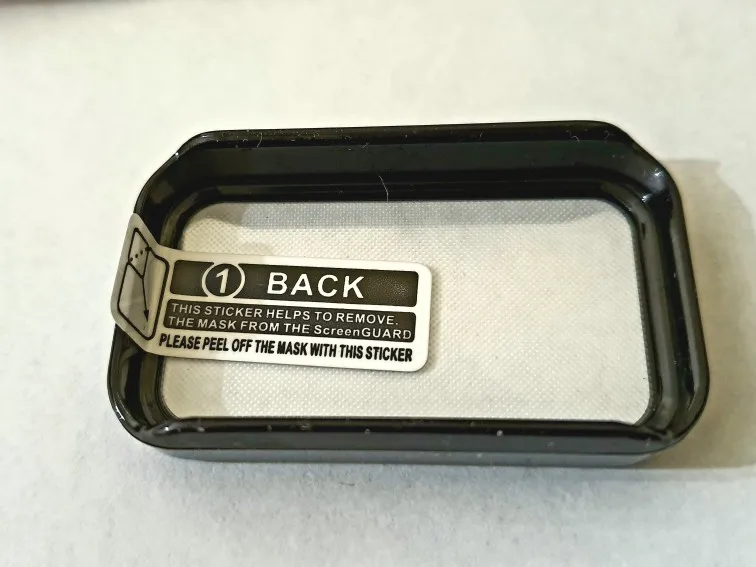 1 BACK
THIS STICKER HELPS TO REMOVE.
THE MASK FROM THE ScreenGUARD
PLEASE PEEL OFF THE MASK WITH THIS STICKER